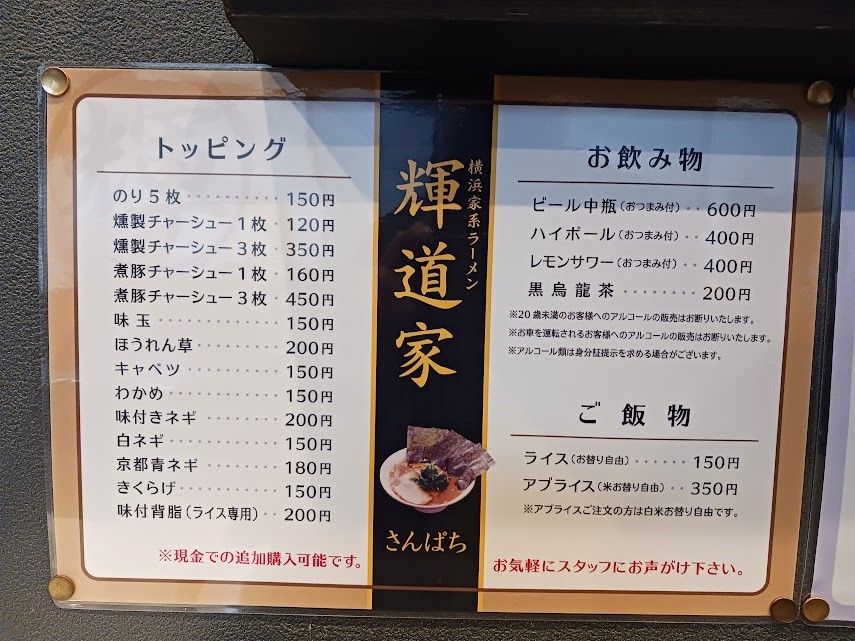 トッピング
のり5枚 ･････････ 150円
燻製チャーシュー1枚 ･ 120円
燻製チャーシュー3枚 ･ 350円
煮豚チャーシュー1枚 ･ 160円
煮豚チャーシュー3枚 ･ 450円
味玉 ･･･････････ 150円
ほうれん草 ････････ 200円
キャベツ ･････････ 150円
わかめ ･･････････ 150円
味付きネギ ････････ 200円
白ネギ ･･････････ 150円
京都青ネギ ････････ 180円
きくらげ ･････････ 150円
味付背脂(ライス専用) ･･ 200円
※現金での追加購入可能です。
横浜家系ラーメン
輝道家
さんぱち
お飲み物
ビール中瓶(おつまみ付) ･･ 600円
ハイボール(おつまみ付) ･･ 400円
レモンサワー(おつまみ付) ･･ 400円
黒烏龍茶 ･･･････ 200円
※20歳未満のお客様へのアルコールの販売はお断りいたします。
※お車を運転されるお客様へのアルコールの販売はお断りいたします。
※アルコール類は身分証提示を求める場合がございます。
ご飯物
ライス(お替り自由) ･･････ 150円
アブライス(米お替り自由) ･･ 350円
※アブライスご注文の方は白米お替り自由です。
お気軽にスタッフにお声がけ下さい。